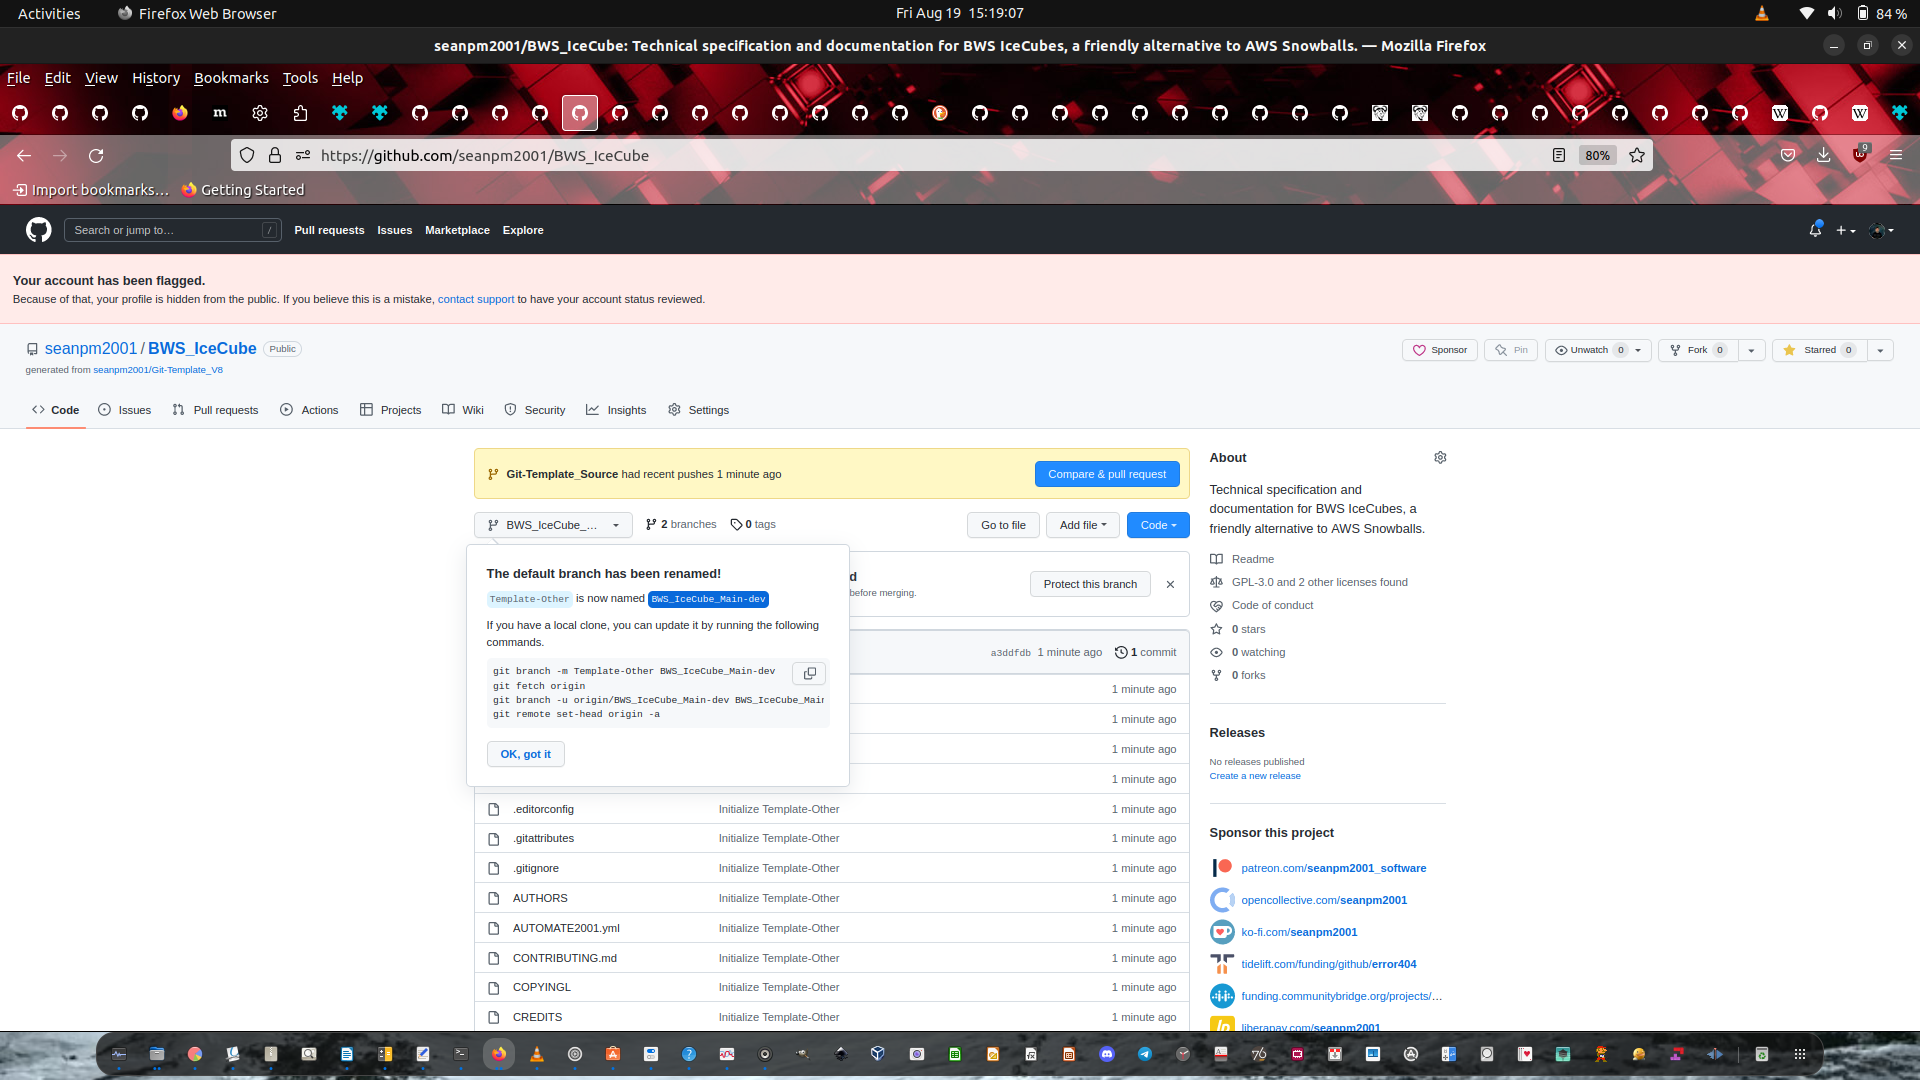 Activities
Firefox Web Browser
Fri Aug 19 15:19:07
84 %
seanpm2001/BWS_IceCube: Technical specification and documentation for BWS IceCubes, a friendly alternative to AWS Snowballs. — Mozilla Firefox
File Edit View History Bookmarks Tools Help
https://github.com/seanpm2001/BWS_IceCube
80%
9
Import bookmarks…
Getting Started
Search or jump to…
/
Pull requests Issues Marketplace Explore
Your account has been flagged.
Because of that, your profile is hidden from the public. If you believe this is a mistake, contact support to have your account status reviewed.
seanpm2001 / BWS_IceCube Public
Sponsor
Pin
Unwatch 0
Fork 0
Starred 0
generated from seanpm2001/Git-Template_V8
Code
Issues
Pull requests
Actions
Projects
Wiki
Security
Insights
Settings
Git-Template_Source had recent pushes 1 minute ago
Compare & pull request
BWS_IceCube_…
2 branches
0 tags
Go to file
Add file
Code
The default branch has been renamed!
Template-Other is now named BWS_IceCube_Main-dev
If you have a local clone, you can update it by running the following
commands.
git branch -m Template-Other BWS_IceCube_Main-dev
git fetch origin
git branch -u origin/BWS_IceCube_Main-dev BWS_IceCube_Main
git remote set-head origin -a
OK, got it
d
before merging.
Protect this branch
a3ddfdb 1 minute ago
1 commit
1 minute ago
1 minute ago
1 minute ago
1 minute ago
.editorconfig Initialize Template-Other 1 minute ago
.gitattributes Initialize Template-Other 1 minute ago
.gitignore Initialize Template-Other 1 minute ago
AUTHORS Initialize Template-Other 1 minute ago
AUTOMATE2001.yml Initialize Template-Other 1 minute ago
CONTRIBUTING.md Initialize Template-Other 1 minute ago
COPYINGL Initialize Template-Other 1 minute ago
CREDITS Initialize Template-Other 1 minute ago
About
Technical specification and
documentation for BWS IceCubes, a
friendly alternative to AWS Snowballs.
Readme
GPL-3.0 and 2 other licenses found
Code of conduct
0 stars
0 watching
0 forks
Releases
No releases published
Create a new release
Sponsor this project
patreon.com/seanpm2001_software
opencollective.com/seanpm2001
ko-fi.com/seanpm2001
tidelift.com/funding/github/error404
funding.communitybridge.org/projects/…
liberapay.com/seanpm2001